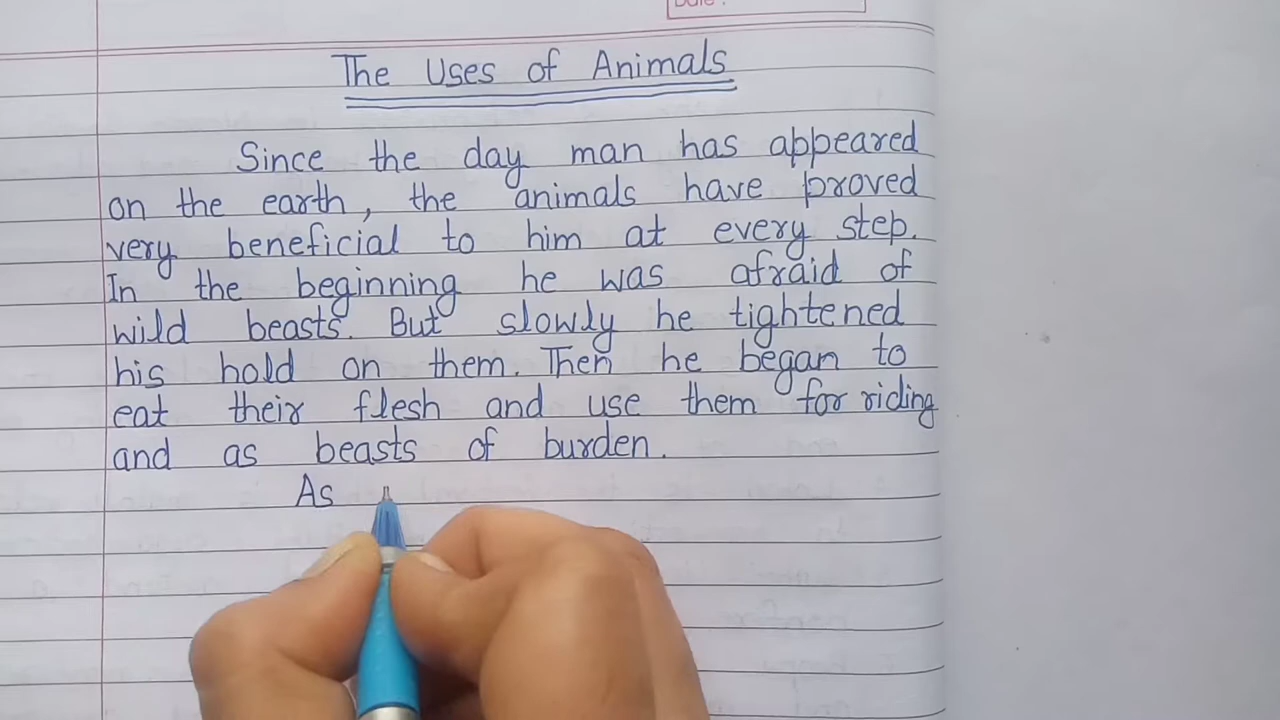 The Uses of Animals
Since the day man has appeared
on the earth, the animals have proved
very beneficial to him at every step.
In the beginning he was afraid of
wild beasts. But slowly he tightened
his hold on them. Then he began to
eat their flesh and use them for riding
and as beasts of burden.
As